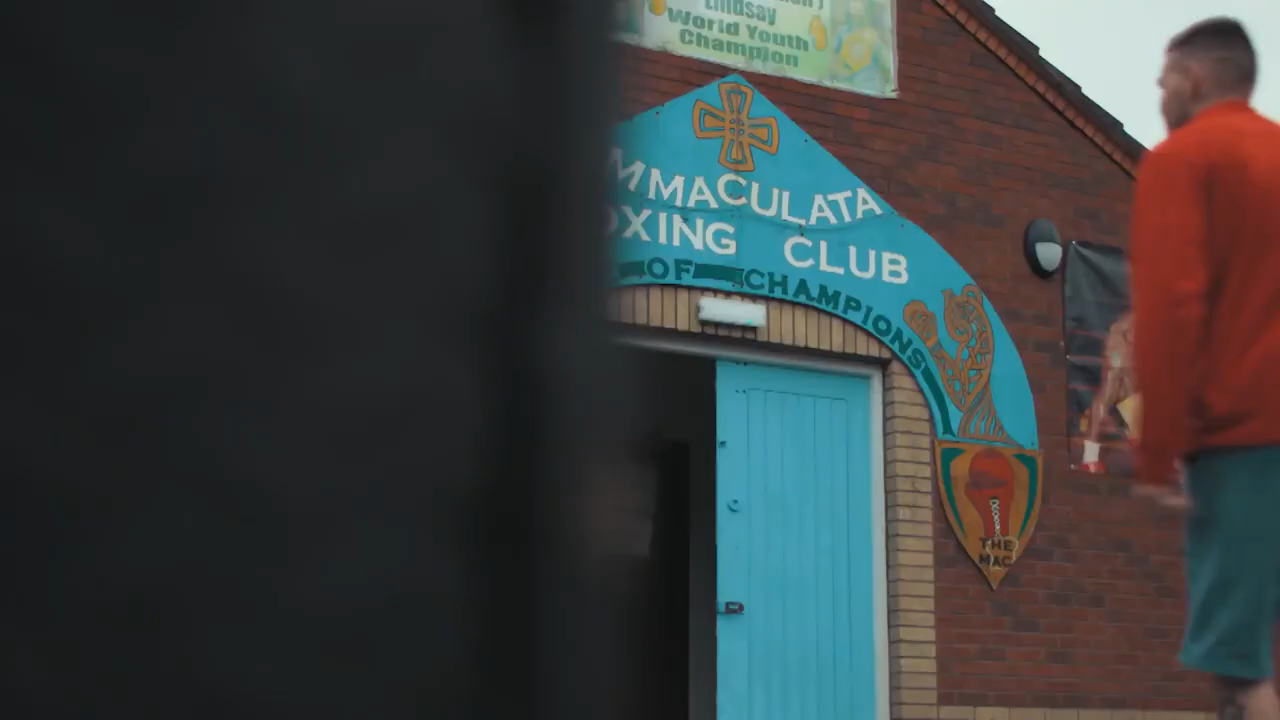 Lindsay
World Youth
Champion
MMACULATA
OXING CLUB
OF CHAMPIONS
THE
MAC